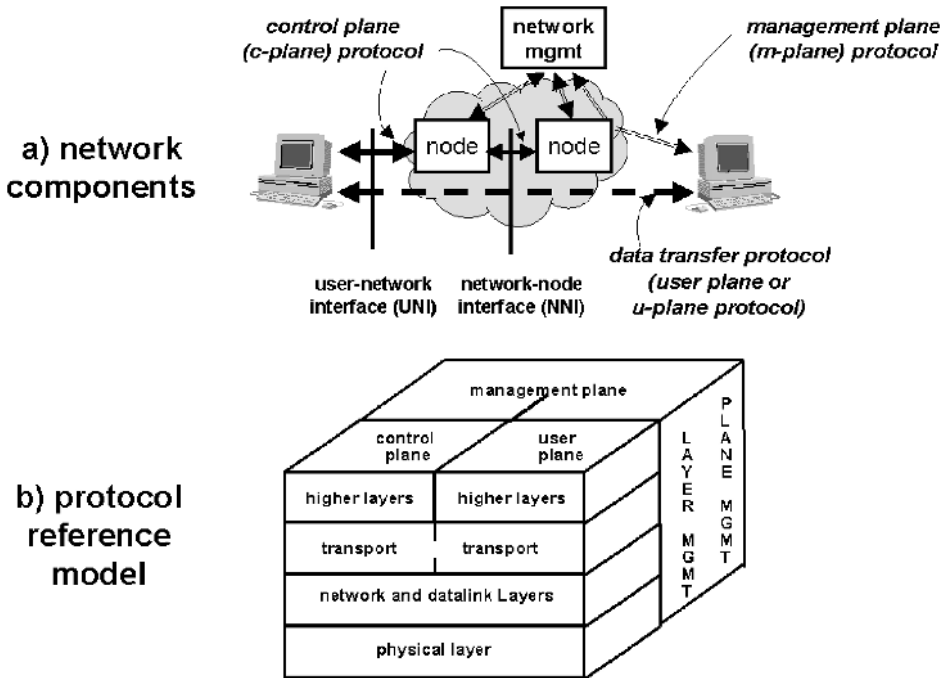 control plane
(c-plane) protocol
network
mgmt
management plane
(m-plane) protocol
a) network
components
node
node
user-network
interface (UNI)
network-node
interface (NNI)
data transfer protocol
(user plane or
u-plane protocol)
b) protocol
reference
model
management plane
control
plane
user
plane
higher layers
higher layers
transport
transport
network and datalink Layers
physical layer
LAYER MGMT
PLANE MGMT